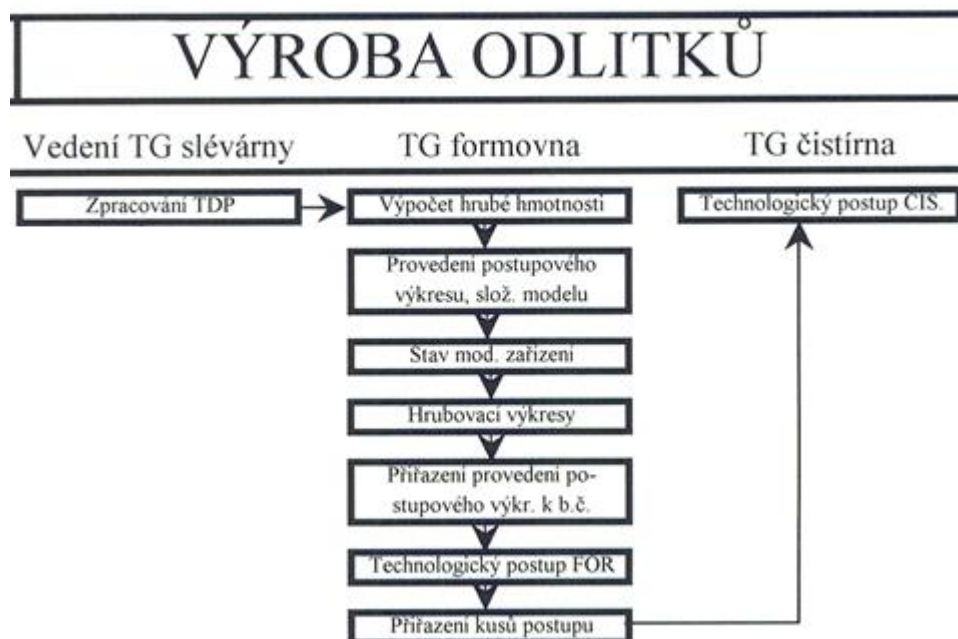 VÝROBA ODLITKŮ
Vedení TG slévárny
TG formovna
TG čistírna
Zpracování TDP
Výpočet hrubé hmotnosti
Technologický postup ČIS.
Provedení postupového
výkresu, slož. modelu
Stav mod. zařízení
Hrubovací výkresy
Přiřazení provedení po-
stupového výkr. k b.č.
Technologický postup FOR
Přiřazení kusů postupu